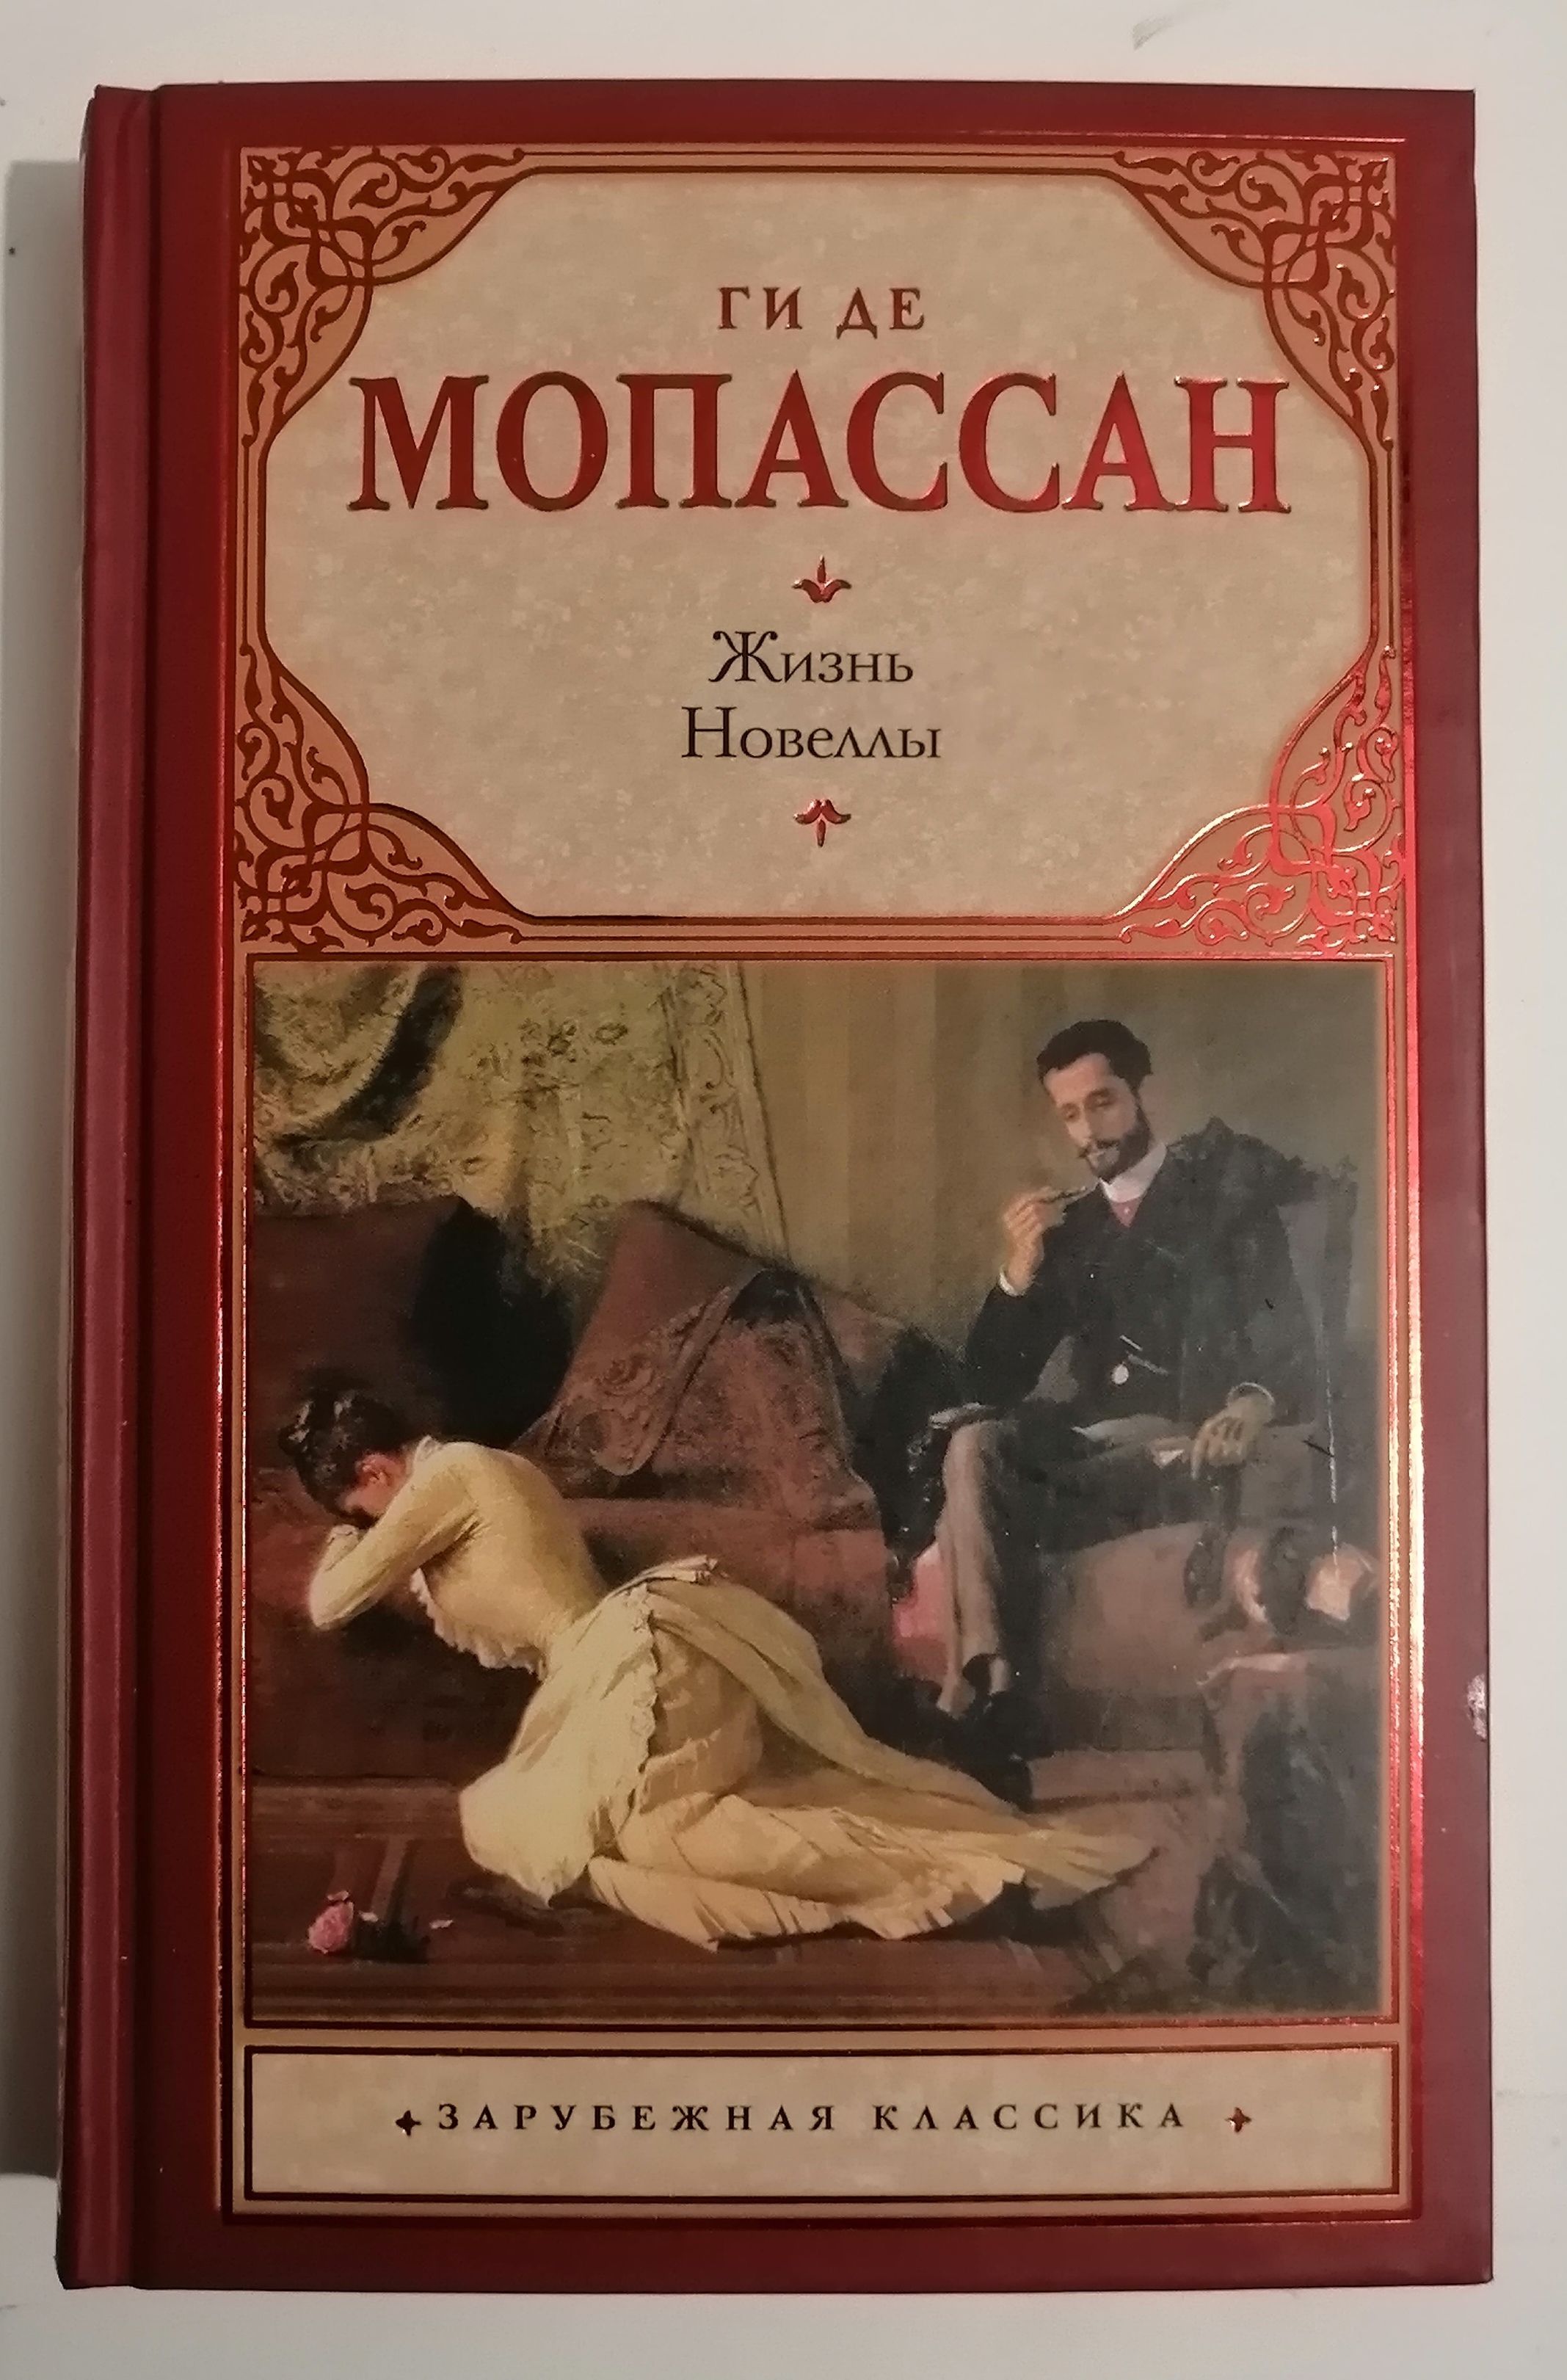 ГИ ДЕ
МОПАССАН
Жизнь
Новеллы
ЗАРУБЕЖНАЯ КЛАССИКА